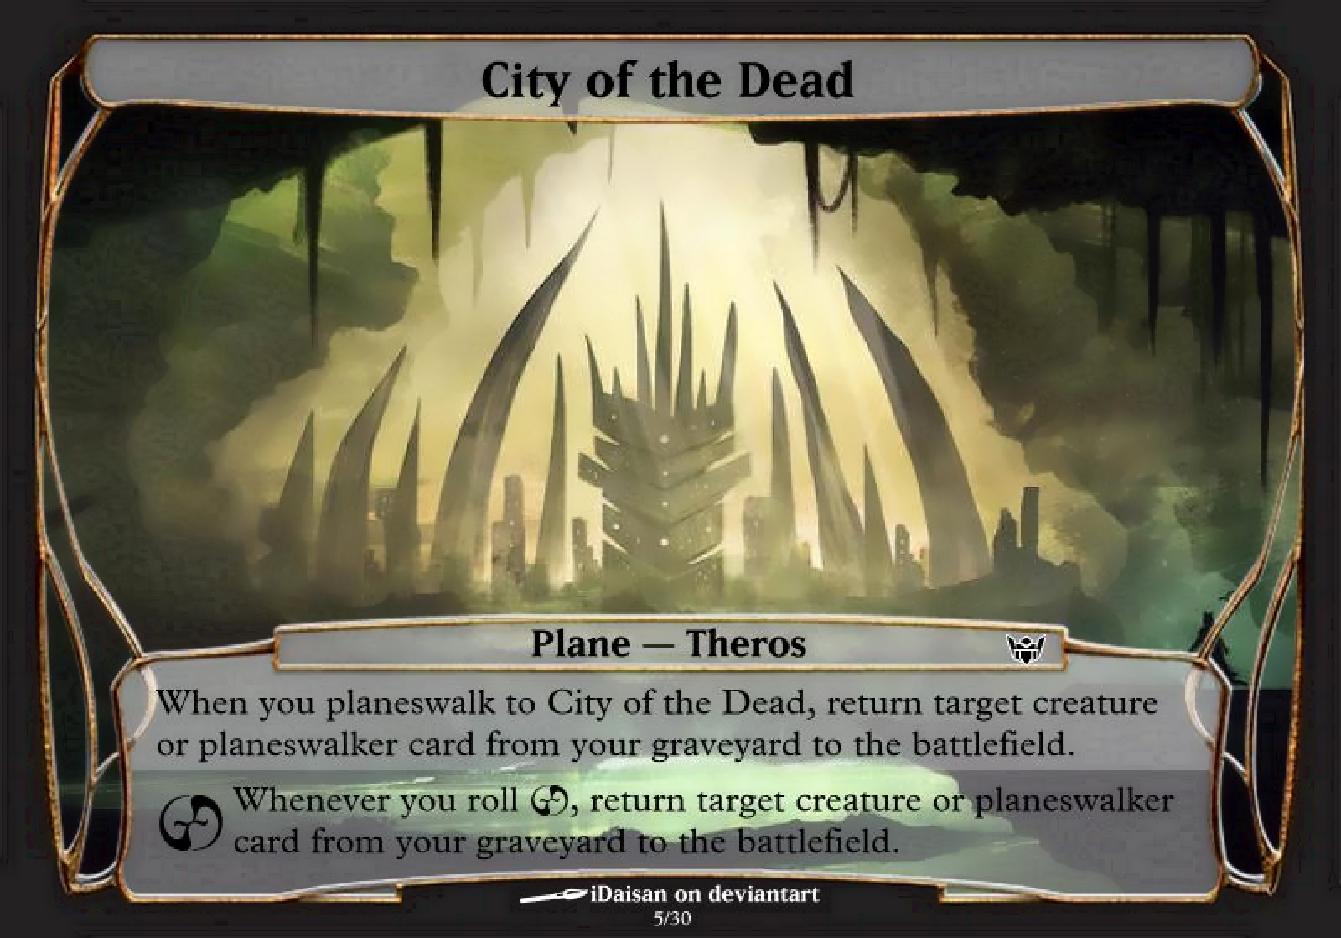 City of the Dead
Plane — Theros
When you planeswalk to City of the Dead, return target creature
or planeswalker card from your graveyard to the battlefield.
Whenever you roll , return target creature or planeswalker
card from your graveyard to the battlefield.
iDaisan on deviantart
5/30